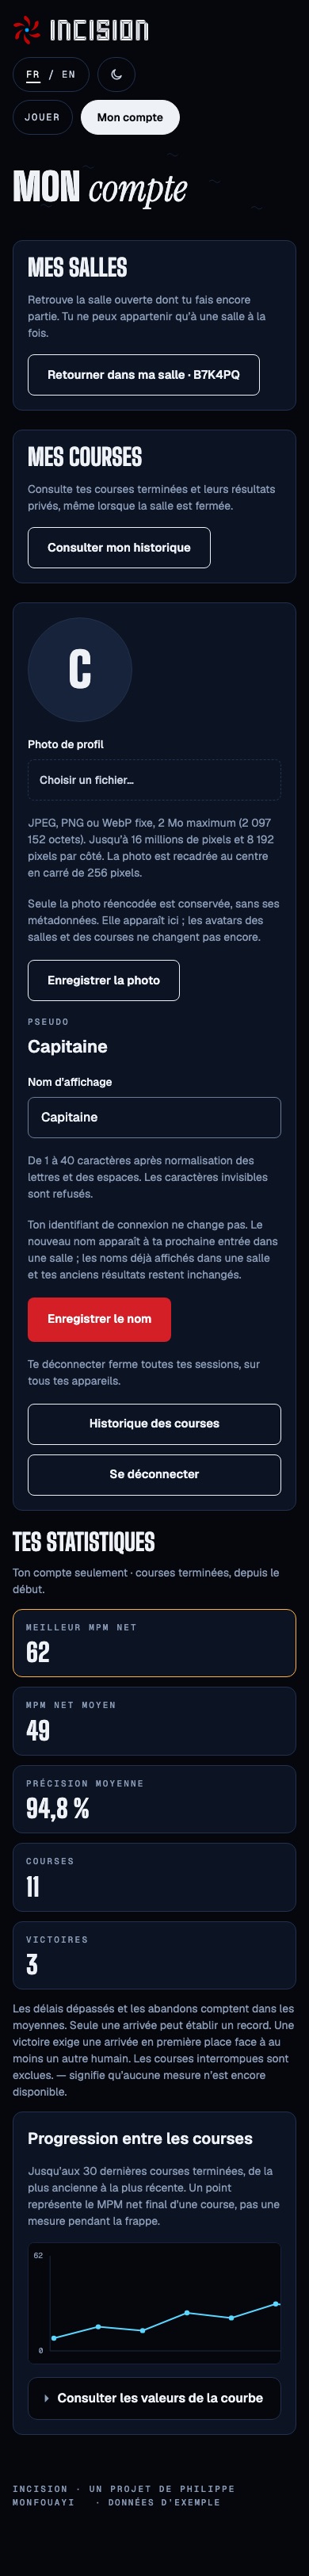 INCISION
FR / EN
JOUER
Mon compte
MON compte
MES SALLES
Retrouve la salle ouverte dont tu fais encore
partie. Tu ne peux appartenir qu’à une salle à la
fois.
Retourner dans ma salle · B7K4PQ
MES COURSES
Consulte tes courses terminées et leurs résultats
privés, même lorsque la salle est fermée.
Consulter mon historique
C
Photo de profil
Choisir un fichier…
JPEG, PNG ou WebP fixe, 2 Mo maximum (2 097
152 octets). Jusqu’à 16 millions de pixels et 8 192
pixels par côté. La photo est recadrée au centre
en carré de 256 pixels.
Seule la photo réencodée est conservée, sans ses
métadonnées. Elle apparaît ici ; les avatars des
salles et des courses ne changent pas encore.
Enregistrer la photo
PSEUDO
Capitaine
Nom d’affichage
Capitaine
De 1 à 40 caractères après normalisation des
lettres et des espaces. Les caractères invisibles
sont refusés.
Ton identifiant de connexion ne change pas. Le
nouveau nom apparaît à ta prochaine entrée dans
une salle ; les noms déjà affichés dans une salle
et tes anciens résultats restent inchangés.
Enregistrer le nom
Te déconnecter ferme toutes tes sessions, sur
tous tes appareils.
Historique des courses
Se déconnecter
TES STATISTIQUES
Ton compte seulement · courses terminées, depuis le
début.
MEILLEUR MPM NET
62
MPM NET MOYEN
49
PRÉCISION MOYENNE
94,8 %
COURSES
11
VICTOIRES
3
Les délais dépassés et les abandons comptent dans les
moyennes. Seule une arrivée peut établir un record. Une
victoire exige une arrivée en première place face à au
moins un autre humain. Les courses interrompues sont
exclues. — signifie qu’aucune mesure n’est encore
disponible.
Progression entre les courses
Jusqu’aux 30 dernières courses terminées, de la
plus ancienne à la plus récente. Un point
représente le MPM net final d’une course, pas une
mesure pendant la frappe.
62
0
Consulter les valeurs de la courbe
INCISION · UN PROJET DE PHILIPPE
MONFOUAYI · DONNÉES D’EXEMPLE